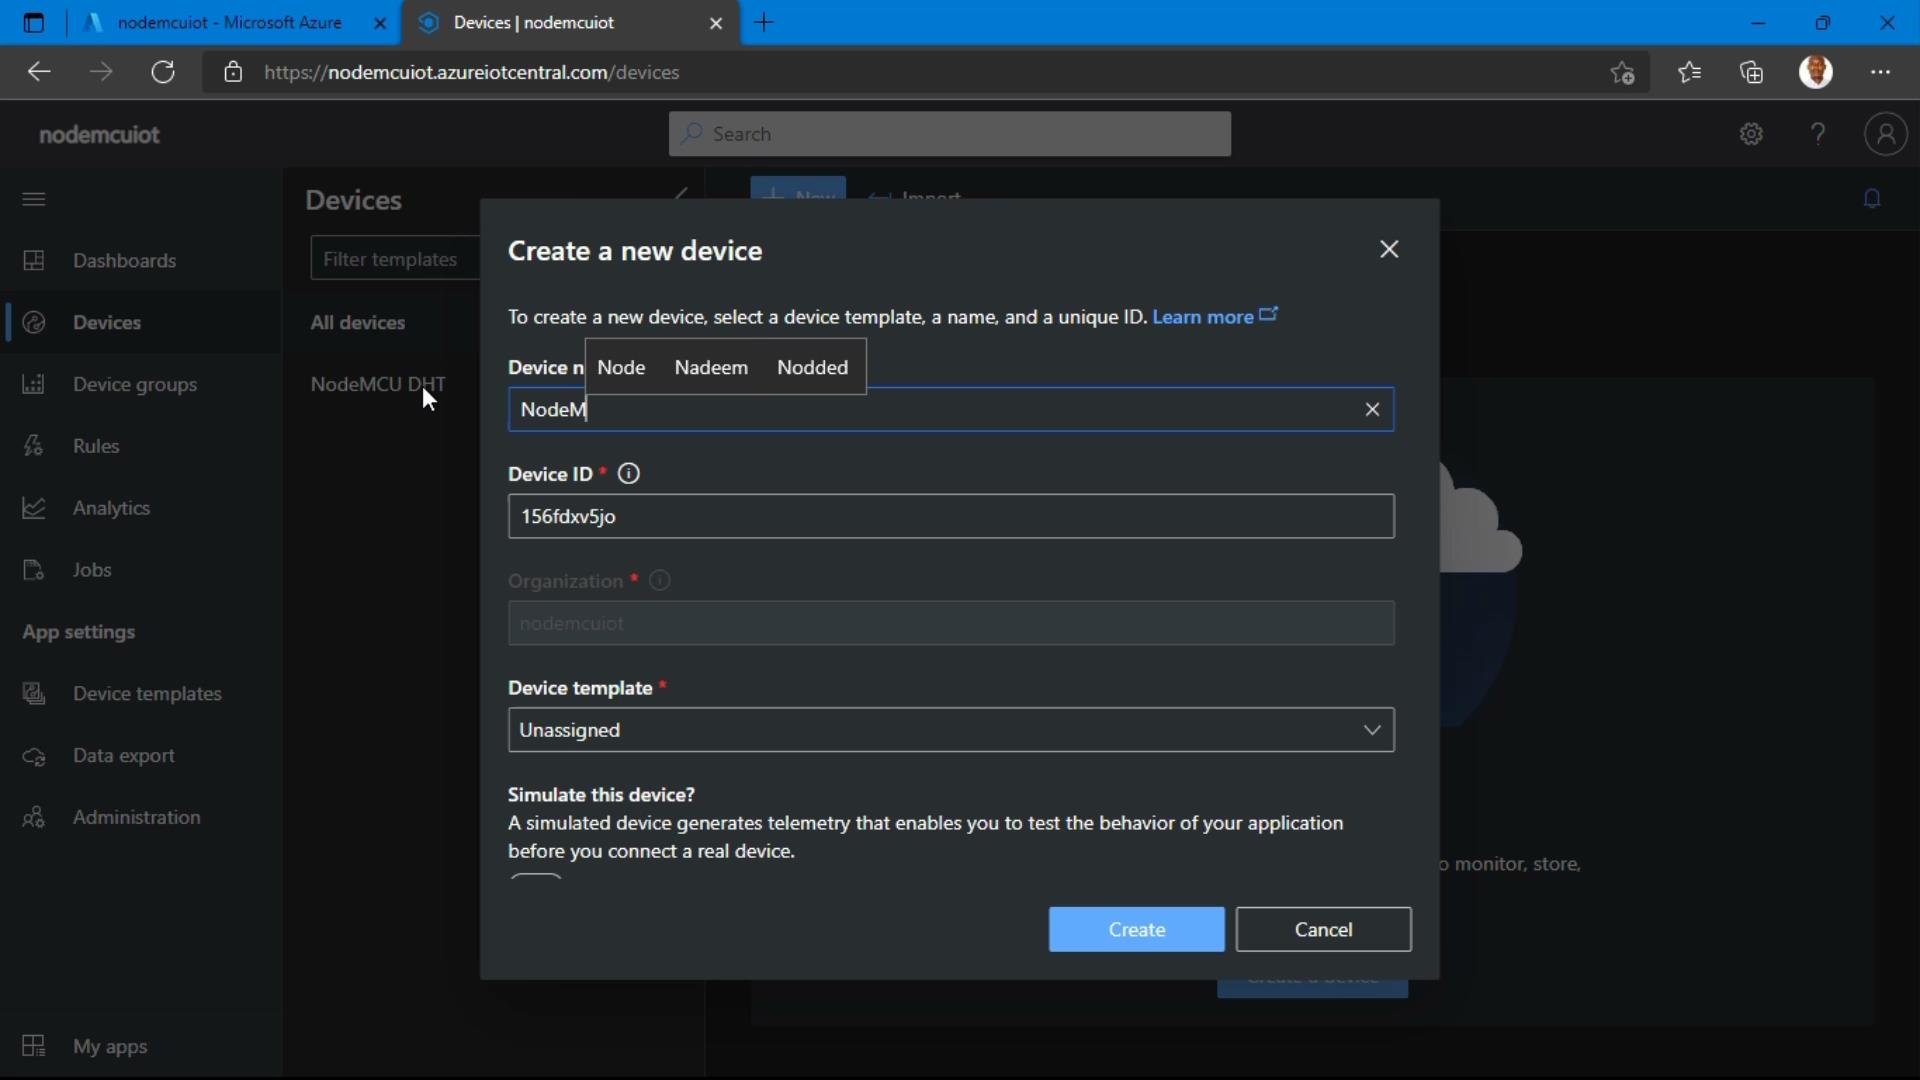 nodemcuiot - Microsoft Azure
Devices | nodemcuiot
https://nodemcuiot.azureiotcentral.com/devices
nodemcuiot
Search
Devices
New
Import
Filter templates
Dashboards
Devices
All devices
Device groups
NodeMCU DHT
Rules
Analytics
Jobs
App settings
Device templates
Data export
Administration
My apps
Create a new device
To create a new device, select a device template, a name, and a unique ID. Learn more
Device n
Node Nadeem Nodded
NodeM
Device ID *
156fdxv5jo
Organization *
nodemcuiot
Device template *
Unassigned
Simulate this device?
A simulated device generates telemetry that enables you to test the behavior of your application
before you connect a real device.
Create
Cancel
o monitor, store,
Create a device